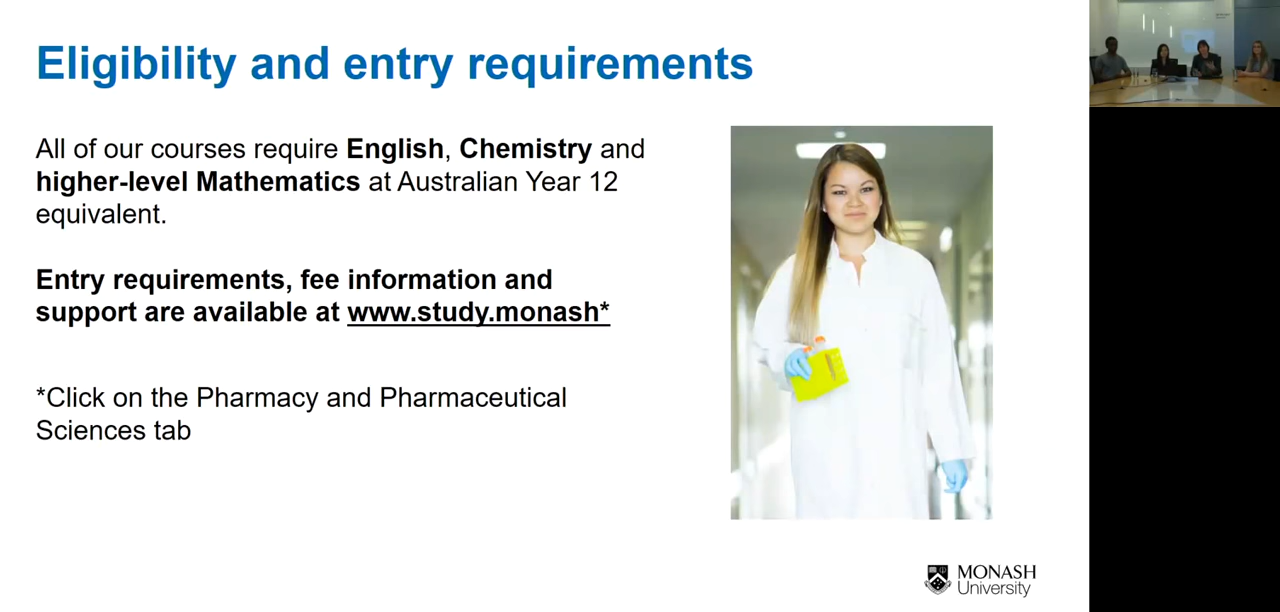 Eligibility and entry requirements
All of our courses require English, Chemistry and
higher-level Mathematics at Australian Year 12
equivalent.
Entry requirements, fee information and
support are available at www.study.monash*
*Click on the Pharmacy and Pharmaceutical
Sciences tab
MONASH
University